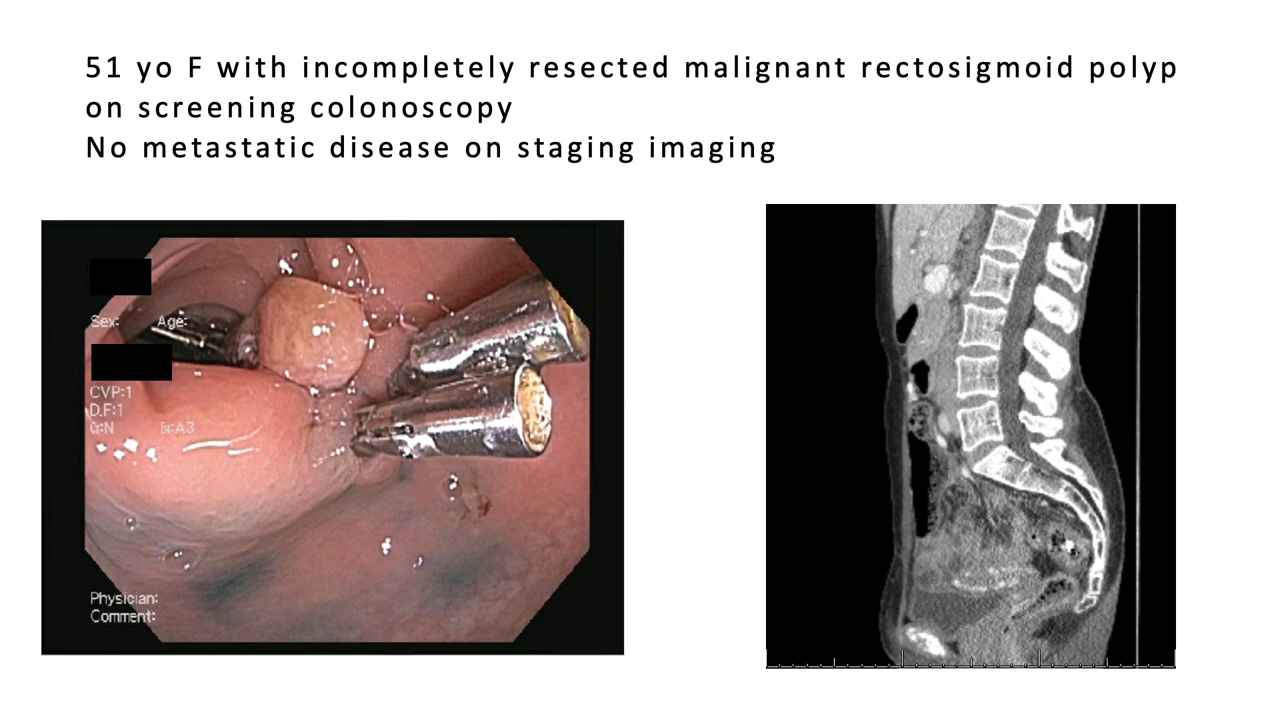 51 yo F with incompletely resected malignant rectosigmoid polyp
on screening colonoscopy
No metastatic disease on staging imaging
Sex: Age:
CVP:1
D.F:1
G:N
Physician:
Comment: